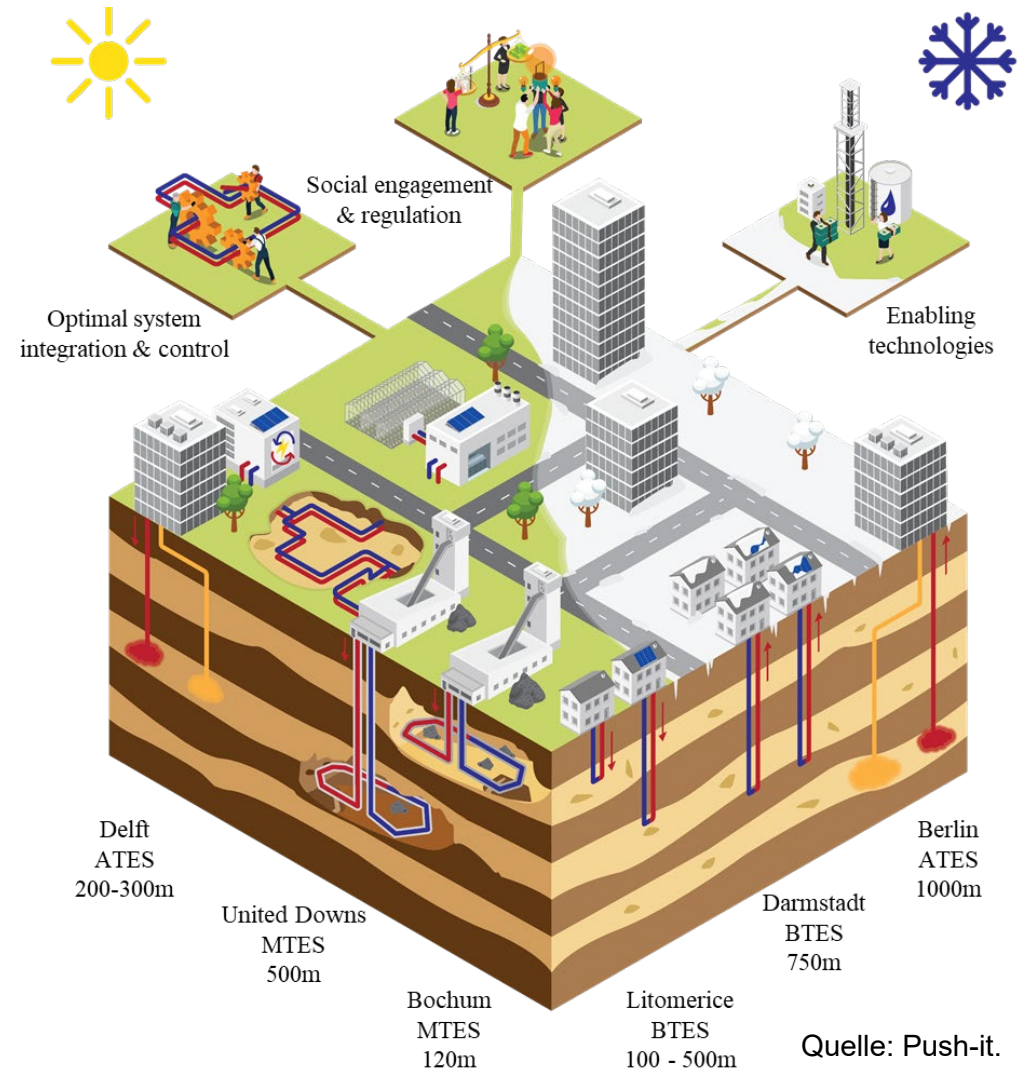 Social engagement
& regulation
Optimal system
integration & control
Enabling
technologies
Delft
ATES
200-300m
United Downs
MTES
500m
Bochum
MTES
120m
Litomerice
BTES
100 - 500m
Darmstadt
BTES
750m
Berlin
ATES
1000m
Quelle: Push-it.